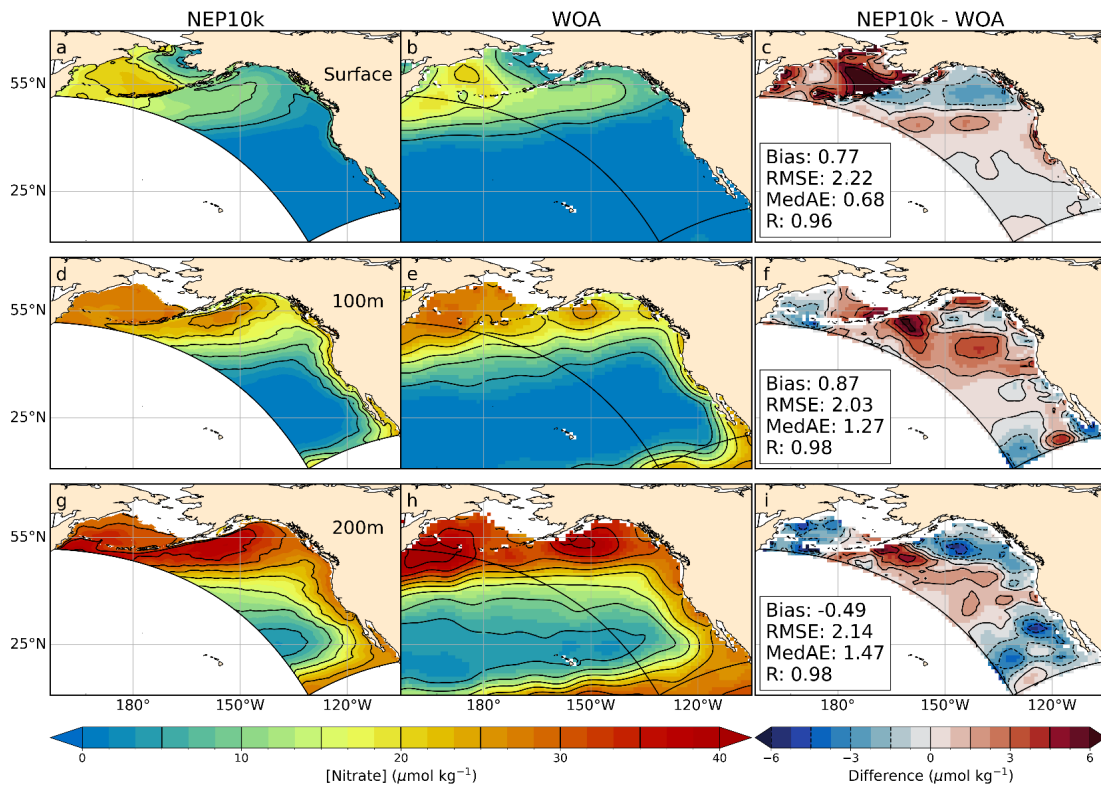 NEP10k WOA NEP10k - WOA
a Surface b c
55°N
25°N
Bias: 0.77
RMSE: 2.22
MedAE: 0.68
R: 0.96
d 100m e f
55°N
25°N
Bias: 0.87
RMSE: 2.03
MedAE: 1.27
R: 0.98
g 200m h i
55°N
25°N
Bias: -0.49
RMSE: 2.14
MedAE: 1.47
R: 0.98
180° 150°W 120°W 180° 150°W 120°W 180° 150°W 120°W
0 10 20 30 40 −6 −3 0 3 6
[Nitrate] (μmol kg⁻¹) Difference (μmol kg⁻¹)